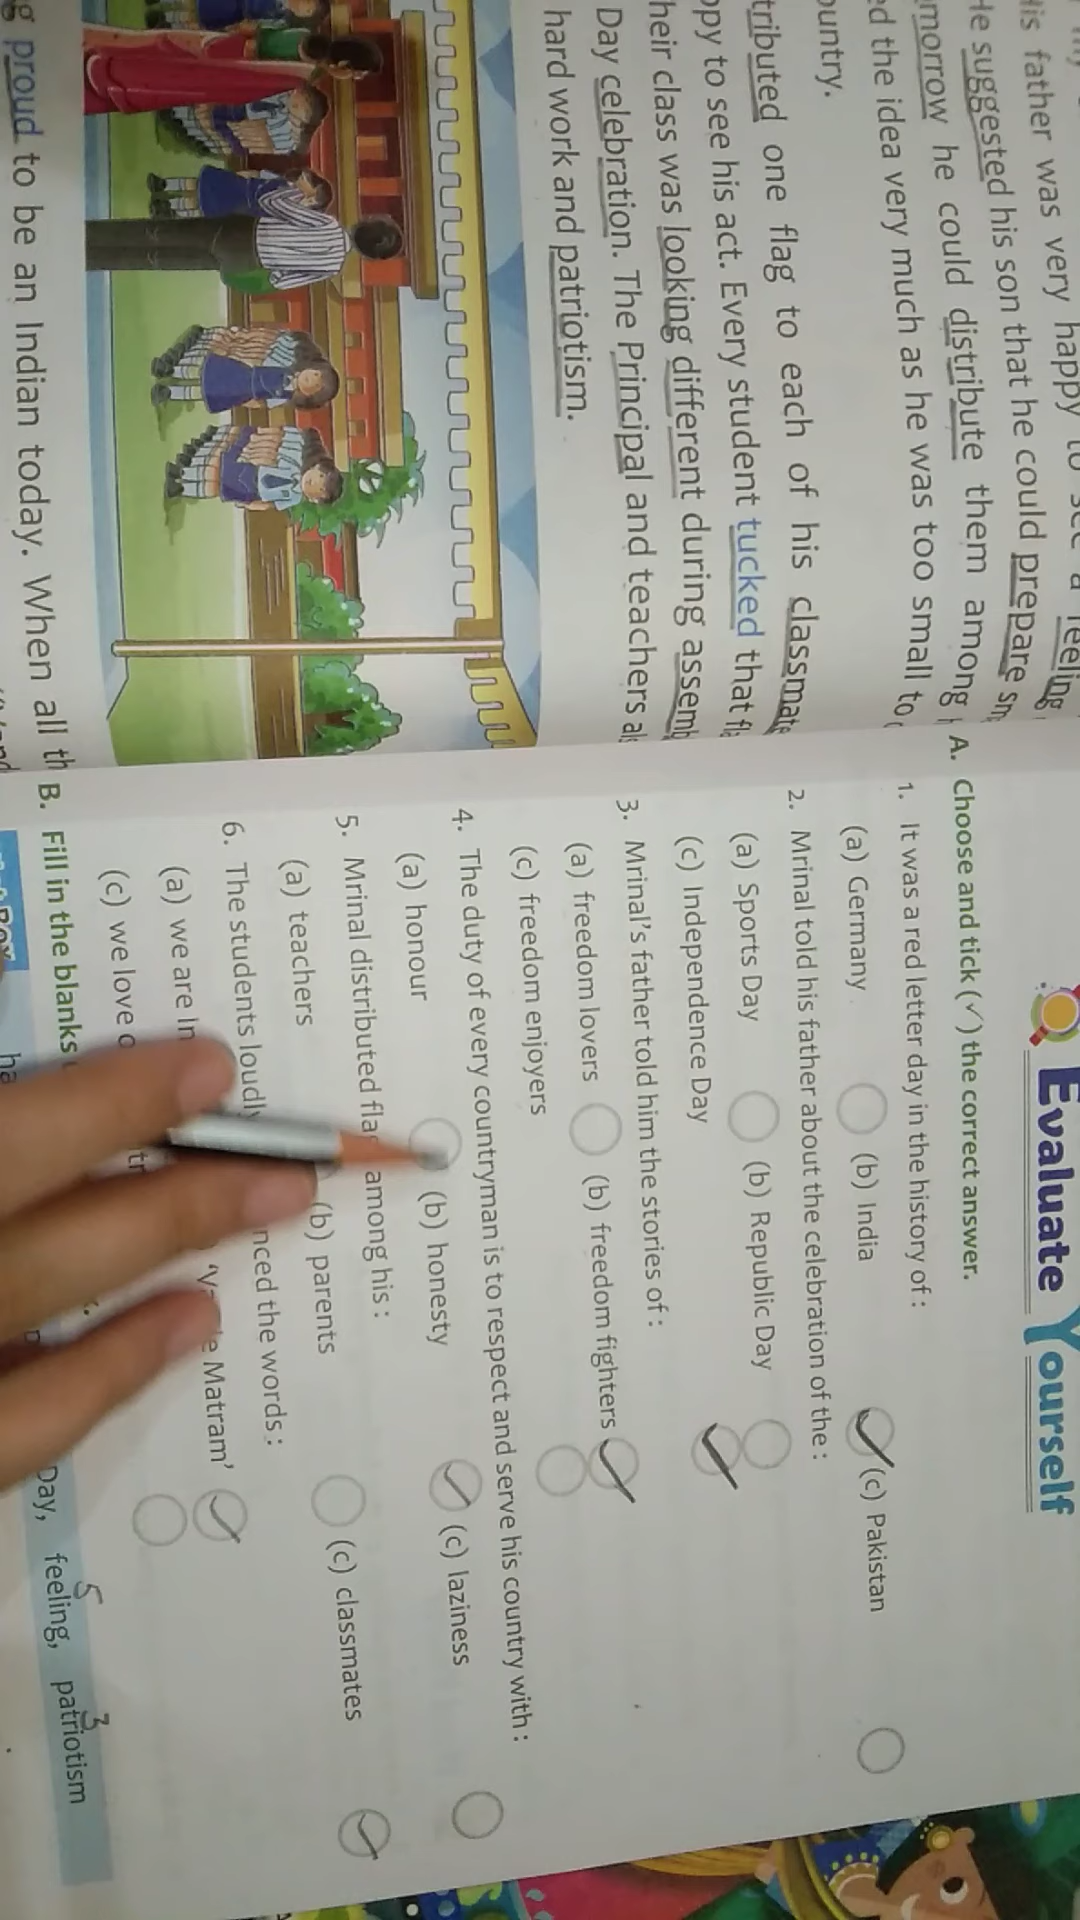 His father was very happy to see a feeling
He suggested his son that he could prepare
morrow he could distribute them among
ed the idea very much as he was too small to
ountry.
tributed one flag to each of his classmate
ppy to see his act. Every student tucked that
heir class was looking different during assemb
Day celebration. The Principal and teachers al
hard work and patriotism.
g proud to be an Indian today. When all th
Evaluate Yourself
A. Choose and tick (✓) the correct answer.
1. It was a red letter day in the history of :
(a) Germany (b) India ✓ (c) Pakistan
2. Mrinal told his father about the celebration of the :
(a) Sports Day (b) Republic Day
(c) Independence Day ✓
3. Mrinal's father told him the stories of :
(a) freedom lovers (b) freedom fighters ✓
(c) freedom enjoyers
4. The duty of every countryman is to respect and serve his country with :
(a) honour (b) honesty ✓ (c) laziness
5. Mrinal distributed fla among his :
(a) teachers (b) parents (c) classmates ✓
6. The students loudly nced the words :
(a) we are In e Matram' ✓
(c) we love o
B. Fill in the blanks
5 3
Day, feeling, patriotism